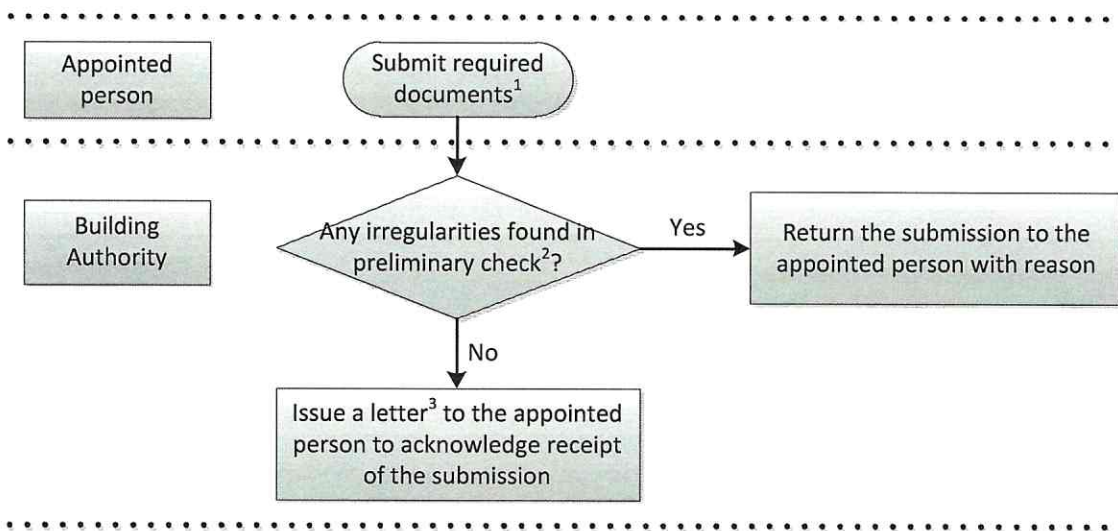 Appointed
person
Submit required
documents¹
Building
Authority
Any irregularities found in
preliminary check²?
Yes
Return the submission to the
appointed person with reason
No
Issue a letter³ to the appointed
person to acknowledge receipt
of the submission